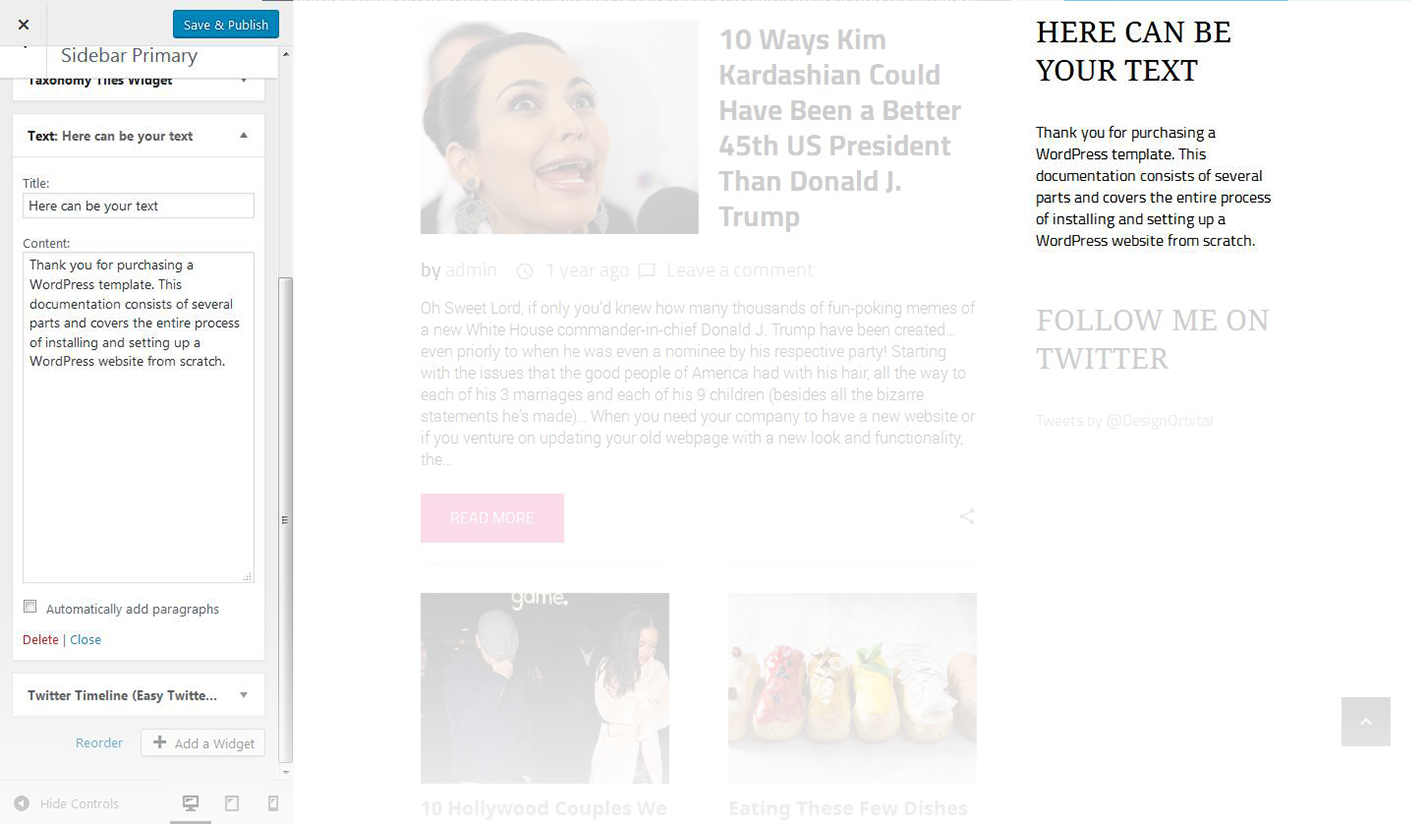 Save & Publish
Sidebar Primary
Taxonomy Tiles Widget
Text: Here can be your text
Title:
Here can be your text
Content:
Thank you for purchasing a
WordPress template. This
documentation consists of several
parts and covers the entire process
of installing and setting up a
WordPress website from scratch.
Automatically add paragraphs
Delete | Close
Twitter Timeline (Easy Twitte...
Reorder
Add a Widget
Hide Controls
10 Ways Kim
Kardashian Could
Have Been a Better
45th US President
Than Donald J.
Trump
by admin 1 year ago Leave a comment
Oh Sweet Lord, if only you'd knew how many thousands of fun-poking memes of
a new White House commander-in-chief Donald J. Trump have been created...
even priorly to when he was even a nominee by his respective party! Starting
with the issues that the good people of America had with his hair, all the way to
each of his 3 marriages and each of his 9 children (besides all the bizarre
statements he's made)... When you need your company to have a new website or
if you venture on updating your old webpage with a new look and functionality,
the...
READ MORE
game.
10 Hollywood Couples We
Eating These Few Dishes
HERE CAN BE
YOUR TEXT
Thank you for purchasing a
WordPress template. This
documentation consists of several
parts and covers the entire process
of installing and setting up a
WordPress website from scratch.
FOLLOW ME ON
TWITTER
Tweets by @DesignOrbital